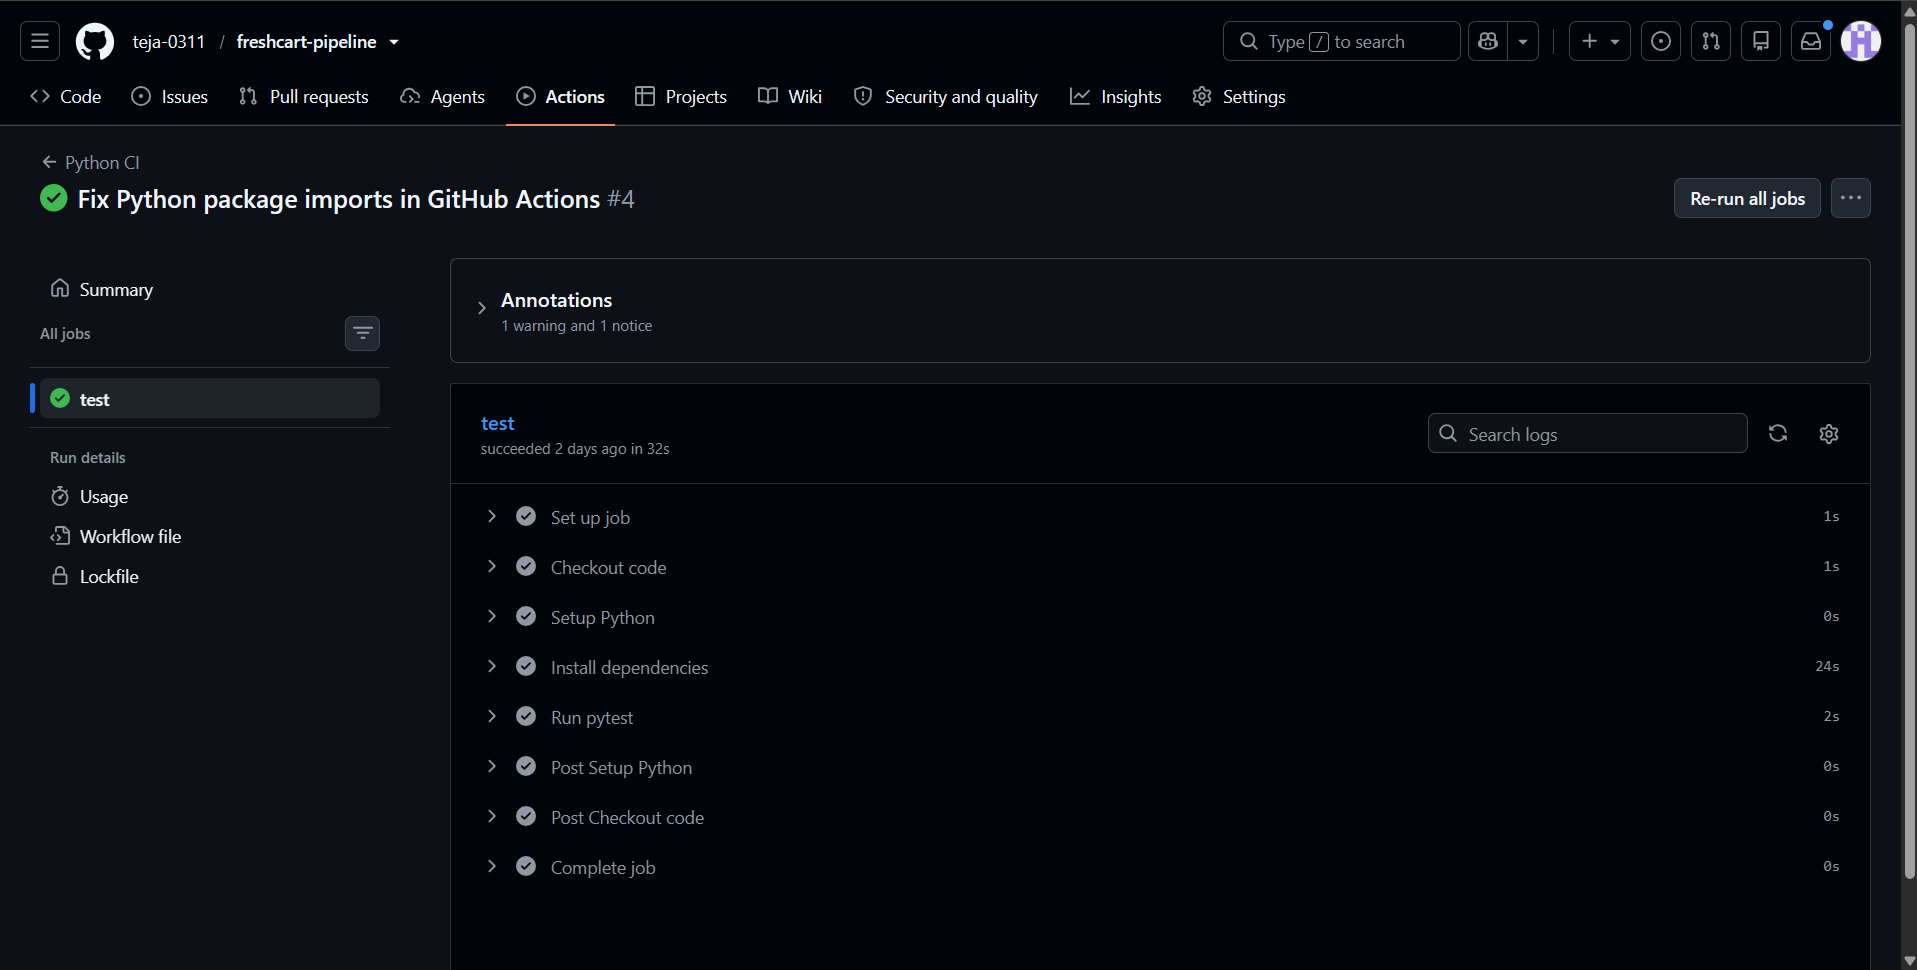 teja-0311 / freshcart-pipeline
Type / to search
Code Issues Pull requests Agents Actions Projects Wiki Security and quality Insights Settings
Python CI
Fix Python package imports in GitHub Actions #4
Re-run all jobs
Summary
All jobs
test
Run details
Usage
Workflow file
Lockfile
Annotations
1 warning and 1 notice
test
succeeded 2 days ago in 32s
Search logs
Set up job 1s
Checkout code 1s
Setup Python 0s
Install dependencies 24s
Run pytest 2s
Post Setup Python 0s
Post Checkout code 0s
Complete job 0s